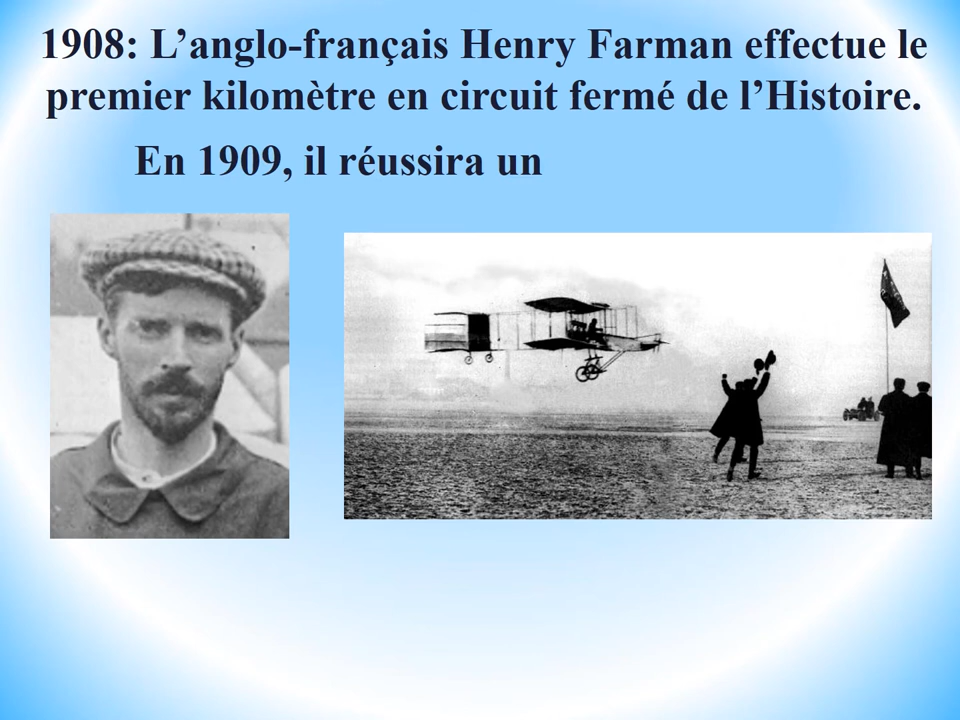 1908: L’anglo-français Henry Farman effectue le
premier kilomètre en circuit fermé de l’Histoire.
En 1909, il réussira un